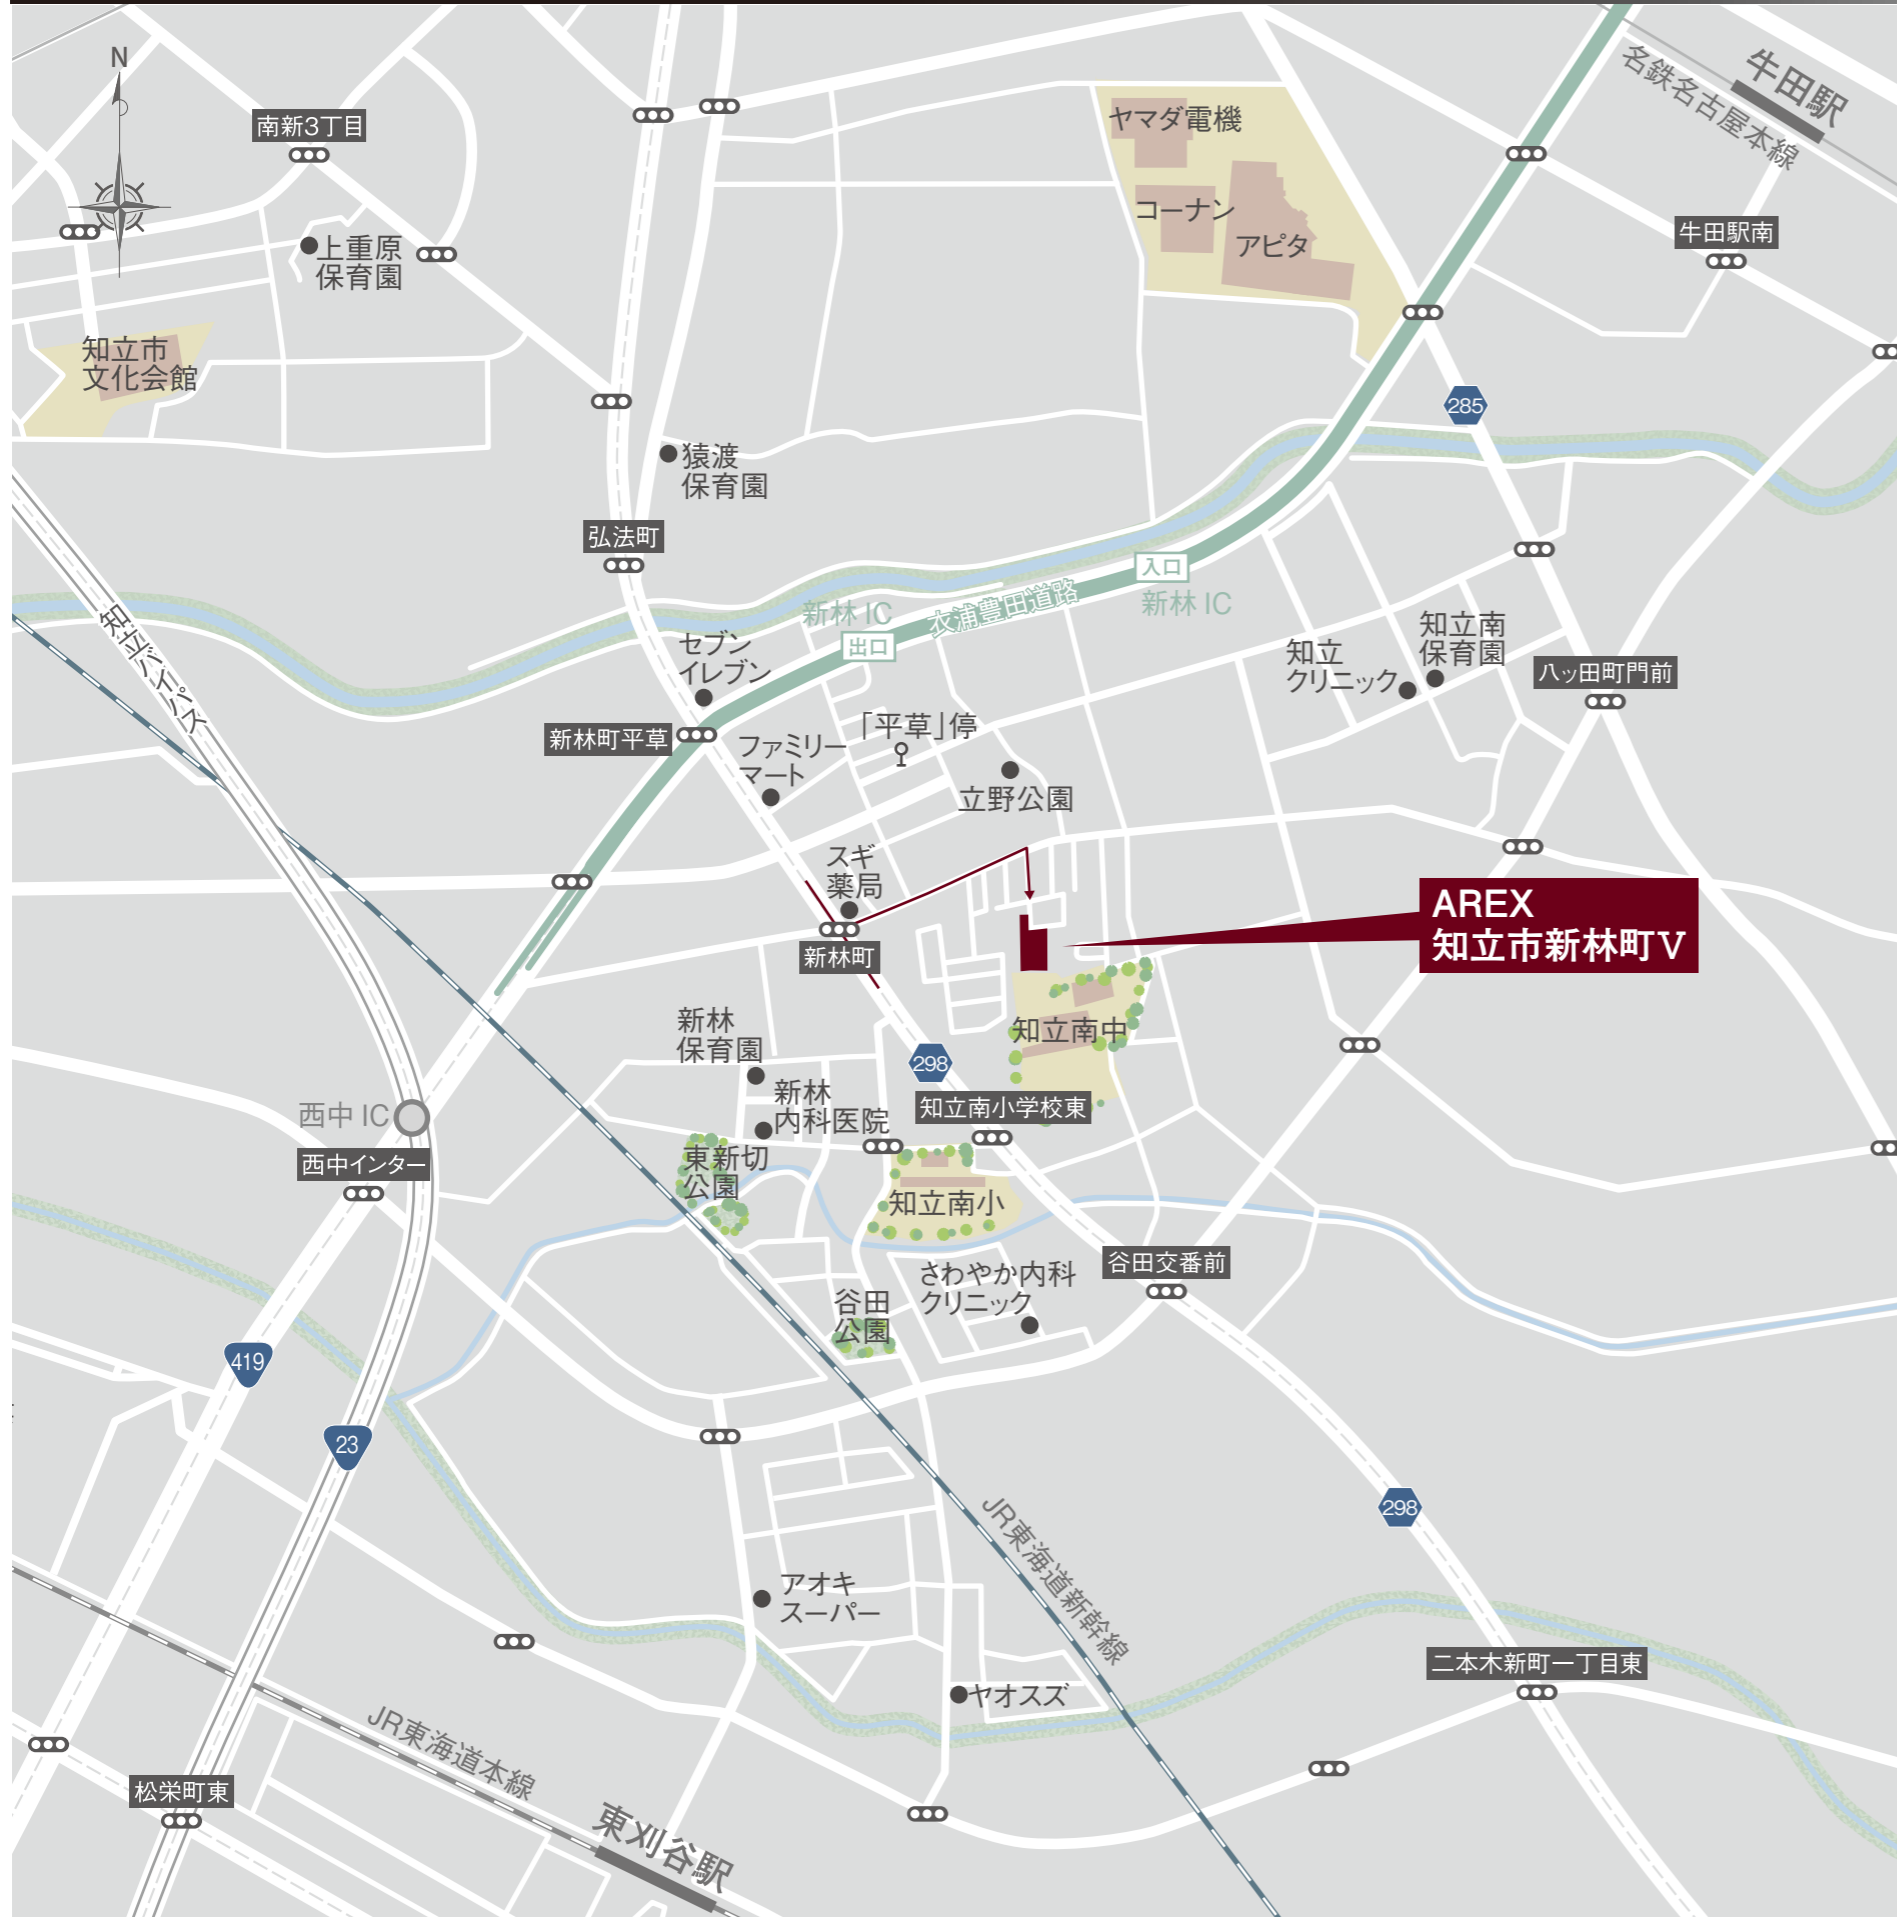 N
南新3丁目
上重原
保育園
知立市
文化会館
ヤマダ電機
コーナン
アピタ
牛田駅
名鉄名古屋本線
牛田駅南
285
猿渡
保育園
弘法町
知立バイパス
セブン
イレブン
新林 IC
出口
衣浦豊田道路
入口
新林 IC
知立
クリニック
知立南
保育園
八ッ田町門前
新林町平草
ファミリー
マート
「平草」停
立野公園
スギ
薬局
新林町
AREX
知立市新林町Ⅴ
知立南中
新林
保育園
新林
内科医院
298
知立南小学校東
西中 IC
西中インター
東新切
公園
知立南小
谷田交番前
さわやか内科
クリニック
谷田
公園
419
23
JR東海道新幹線
298
アオキ
スーパー
ヤオスズ
二本木新町一丁目東
JR東海道本線
松栄町東
東刈谷駅